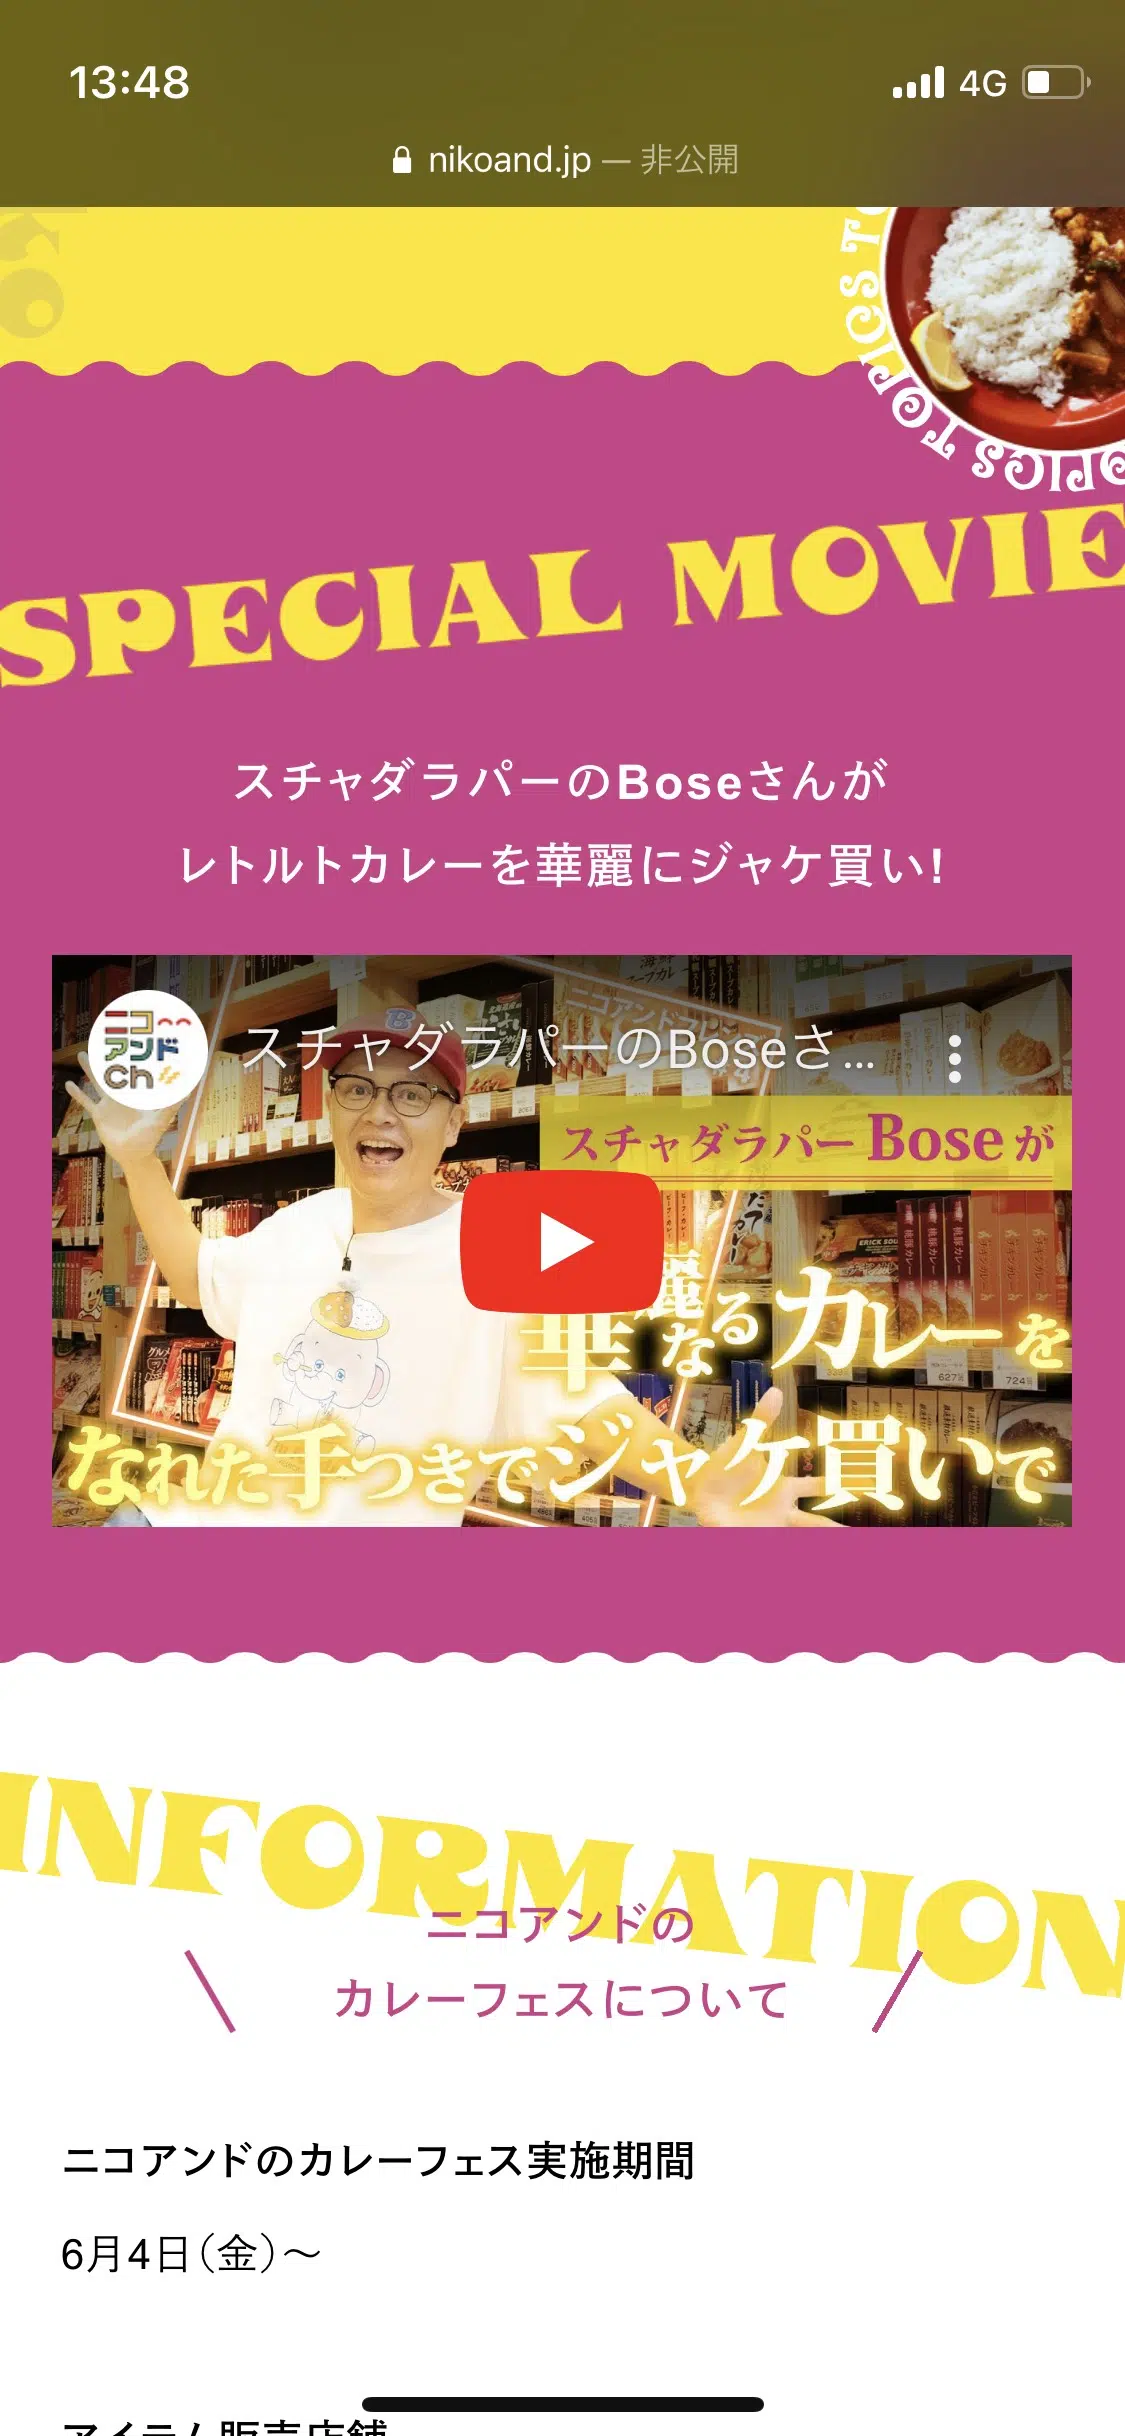 13:48
4G
nikoand.jp — 非公開
TOPICS TOPICS
SPECIAL MOVIE
スチャダラパーのBoseさんが
レトルトカレーを華麗にジャケ買い!
ニコアンドCh
スチャダラパーのBoseさ...
スチャダラパー Bose が
華麗なるカレーを
なれた手つきでジャケ買いで
INFORMATION
ニコアンドの
カレーフェスについて
ニコアンドのカレーフェス実施期間
6月4日(金)〜
アイテム販売店舗